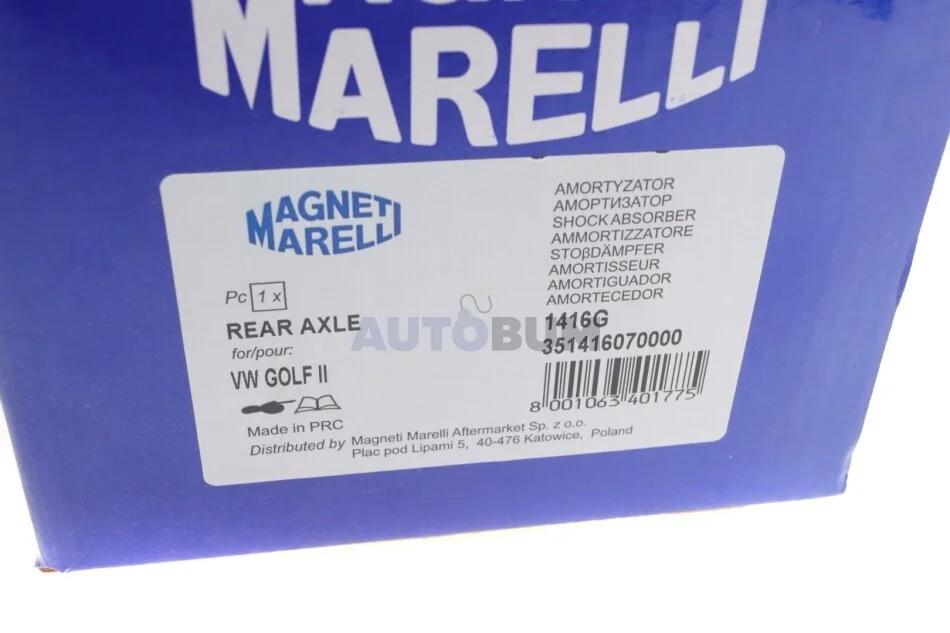 MARELLI
MAGNETI
MARELLI
Pc 1 x
REAR AXLE
for/pour:
VW GOLF II
Made in PRC
Distributed by Magneti Marelli Aftermarket Sp. z o.o.
Plac pod Lipami 5, 40-476 Katowice, Poland
AMORTYZATOR
АМОРТИЗАТОР
SHOCK ABSORBER
AMMORTIZZATORE
STOβDÄMPFER
AMORTISSEUR
AMORTIGUADOR
AMORTECEDOR
1416G
351416070000
8 001063 401775
AUTOBUM